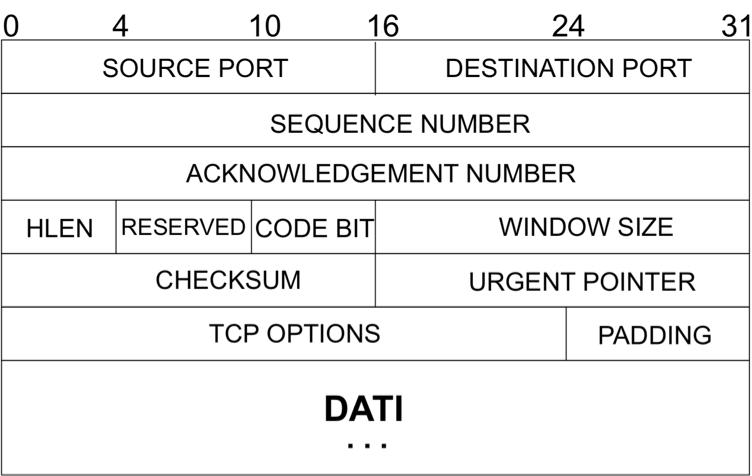 0 4 10 16 24 31
SOURCE PORT DESTINATION PORT
SEQUENCE NUMBER
ACKNOWLEDGEMENT NUMBER
HLEN RESERVED CODE BIT WINDOW SIZE
CHECKSUM URGENT POINTER
TCP OPTIONS PADDING
DATI
...